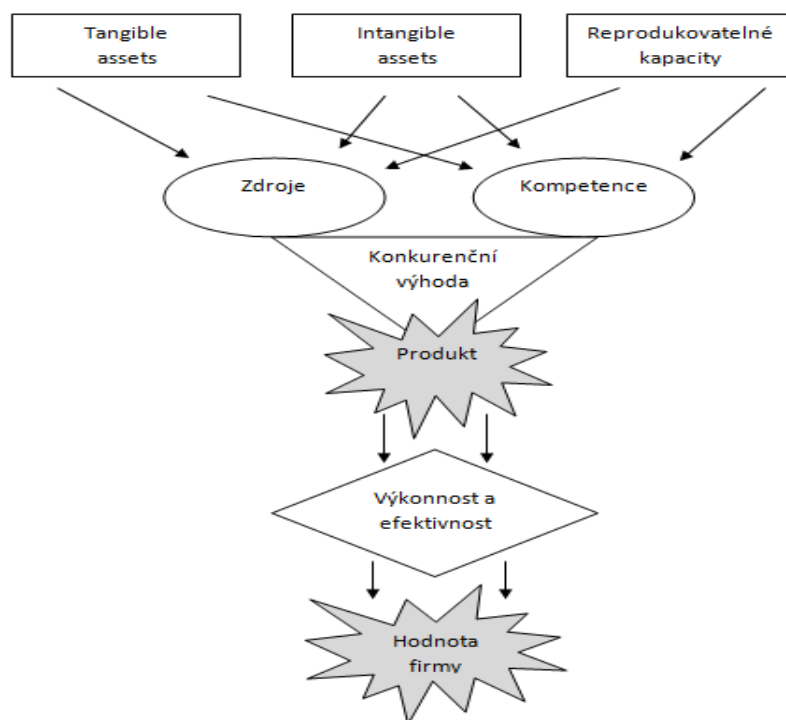 Tangible
assets
Intangible
assets
Reprodukovatelné
kapacity
Zdroje
Kompetence
Konkurenční
výhoda
Produkt
Výkonnost a
efektivnost
Hodnota
firmy